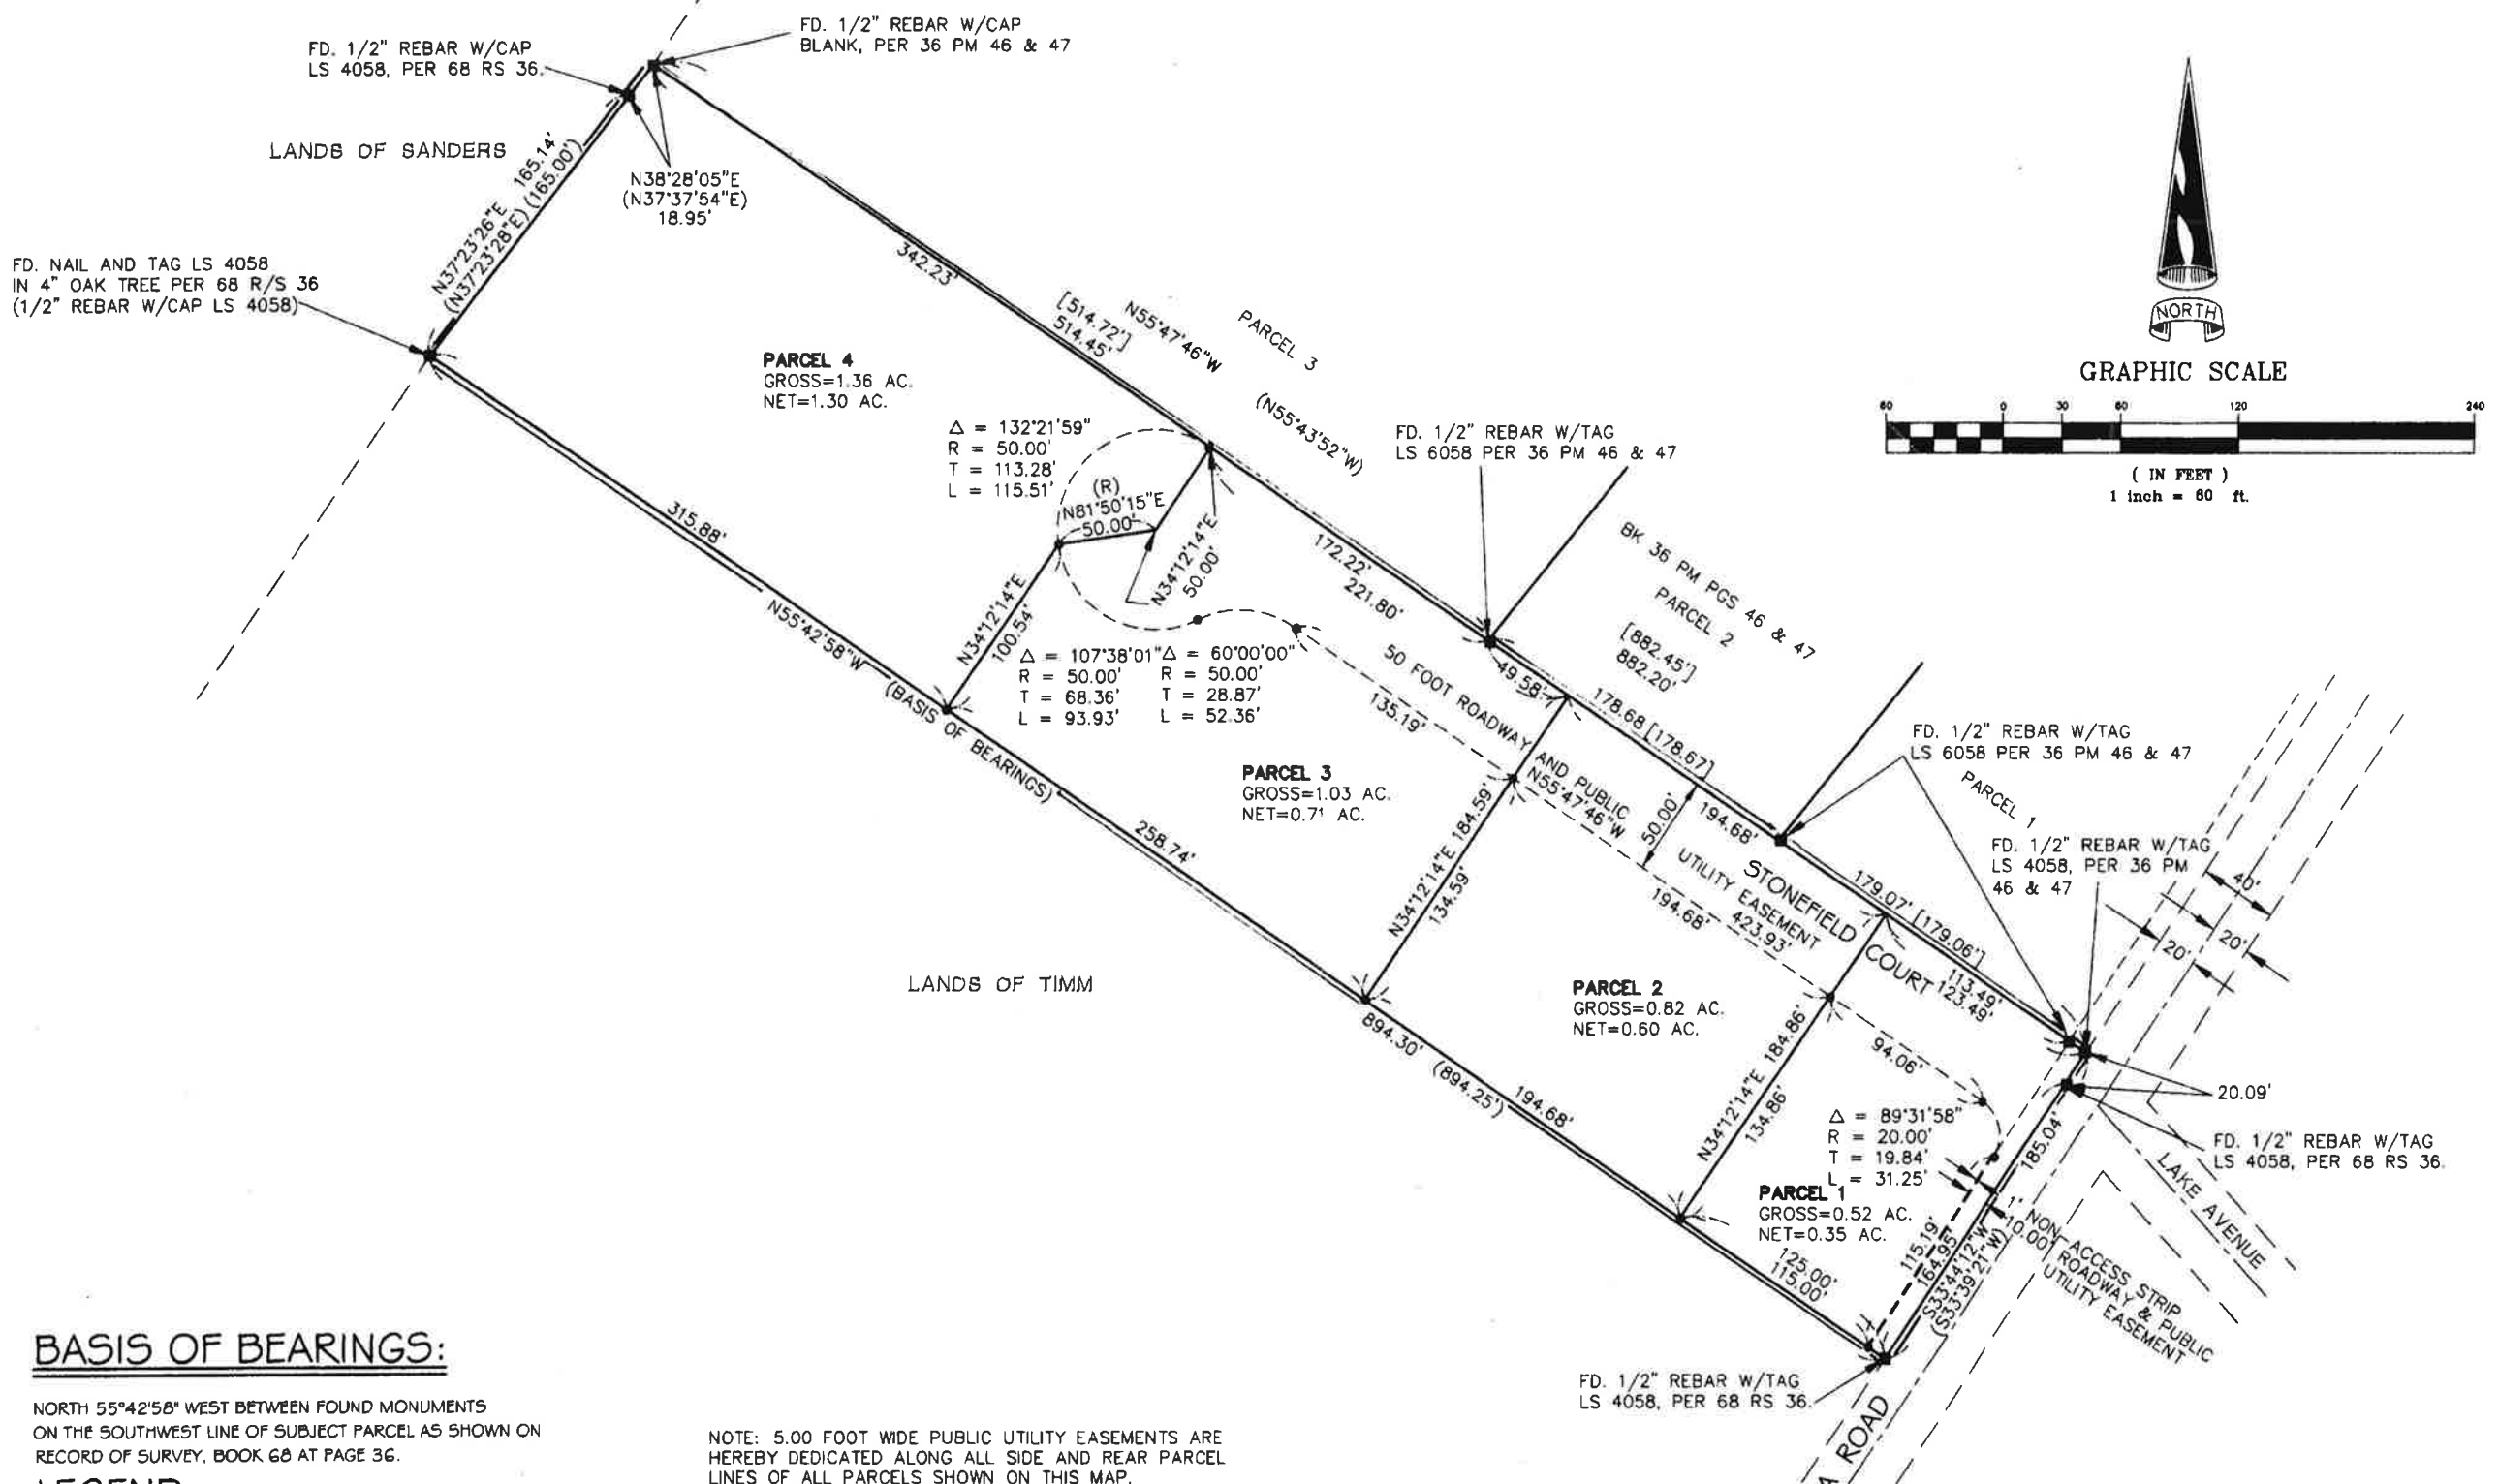 FD. 1/2" REBAR W/CAP
BLANK, PER 36 PM 46 & 47
FD. 1/2" REBAR W/CAP
LS 4058, PER 68 RS 36.
LANDS OF SANDERS
165.14'
N37°23'26"E
(N37°23'28"E) (165.00')
N38°28'05"E
(N37°37'54"E)
18.95'
FD. NAIL AND TAG LS 4058
IN 4" OAK TREE PER 68 R/S 36
(1/2" REBAR W/CAP LS 4058)
342.23'
[514.72']
514.45'
N55°47'46"W
PARCEL 3
(N55°43'52"W)
NORTH
GRAPHIC SCALE
60 0 30 60 120 240
( IN FEET )
1 inch = 60 ft.
PARCEL 4
GROSS=1.36 AC.
NET=1.30 AC.
Δ = 132°21'59"
R = 50.00'
T = 113.28'
L = 115.51'
(R)
N81°50'15"E
50.00'
N34°12'14"E
50.00'
FD. 1/2" REBAR W/TAG
LS 6058 PER 36 PM 46 & 47
315.88'
N55°42'58"W
(BASIS OF BEARINGS)
N34°12'14"E
100.54'
Δ = 107°38'01"
R = 50.00'
T = 68.36'
L = 93.93'
Δ = 60°00'00"
R = 50.00'
T = 28.87'
L = 52.36'
172.22'
221.80'
BK 36 PM PGS 46 & 47
PARCEL 2
[882.45']
882.20'
49.58'
178.68 [178.67]
50 FOOT ROADWAY AND PUBLIC
N55°47'46"W
UTILITY EASEMENT
135.19'
50.00'
194.68'
STONEFIELD COURT
194.68'
423.93'
PARCEL 3
GROSS=1.03 AC.
NET=0.71 AC.
258.74'
N34°12'14"E 184.59'
134.59'
FD. 1/2" REBAR W/TAG
LS 6058 PER 36 PM 46 & 47
PARCEL 1
FD. 1/2" REBAR W/TAG
LS 4058, PER 36 PM
46 & 47
179.07' [179.06']
113.49'
123.49'
40'
20'
20'
LANDS OF TIMM
PARCEL 2
GROSS=0.82 AC.
NET=0.60 AC.
894.30'
(894.25')
194.68'
N34°12'14"E 184.86'
134.86'
94.06'
Δ = 89°31'58"
R = 20.00'
T = 19.84'
L = 31.25'
PARCEL 1
GROSS=0.52 AC.
NET=0.35 AC.
125.00'
115.00'
20.09'
FD. 1/2" REBAR W/TAG
LS 4058, PER 68 RS 36.
185.04'
115.19'
164.95'
S33°44'12"W
(S33°39'21"W)
1' NON-ACCESS STRIP
10.00' ROADWAY & PUBLIC
UTILITY EASEMENT
LAKE AVENUE
FD. 1/2" REBAR W/TAG
LS 4058, PER 68 RS 36.
ROAD
BASIS OF BEARINGS:
NORTH 55°42'58" WEST BETWEEN FOUND MONUMENTS
ON THE SOUTHWEST LINE OF SUBJECT PARCEL AS SHOWN ON
RECORD OF SURVEY, BOOK 68 AT PAGE 36.
NOTE: 5.00 FOOT WIDE PUBLIC UTILITY EASEMENTS ARE
HEREBY DEDICATED ALONG ALL SIDE AND REAR PARCEL
LINES OF ALL PARCELS SHOWN ON THIS MAP.
LEGEND